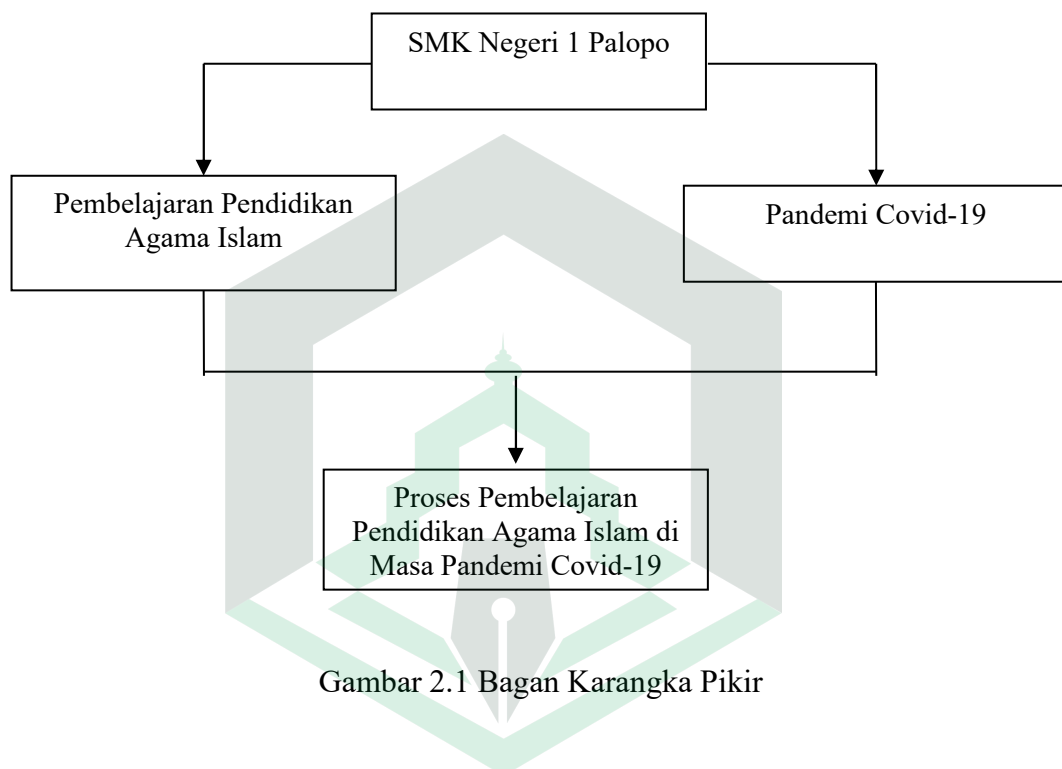 SMK Negeri 1 Palopo
Pembelajaran Pendidikan
Agama Islam
Pandemi Covid-19
Proses Pembelajaran
Pendidikan Agama Islam di
Masa Pandemi Covid-19
Gambar 2.1 Bagan Karangka Pikir